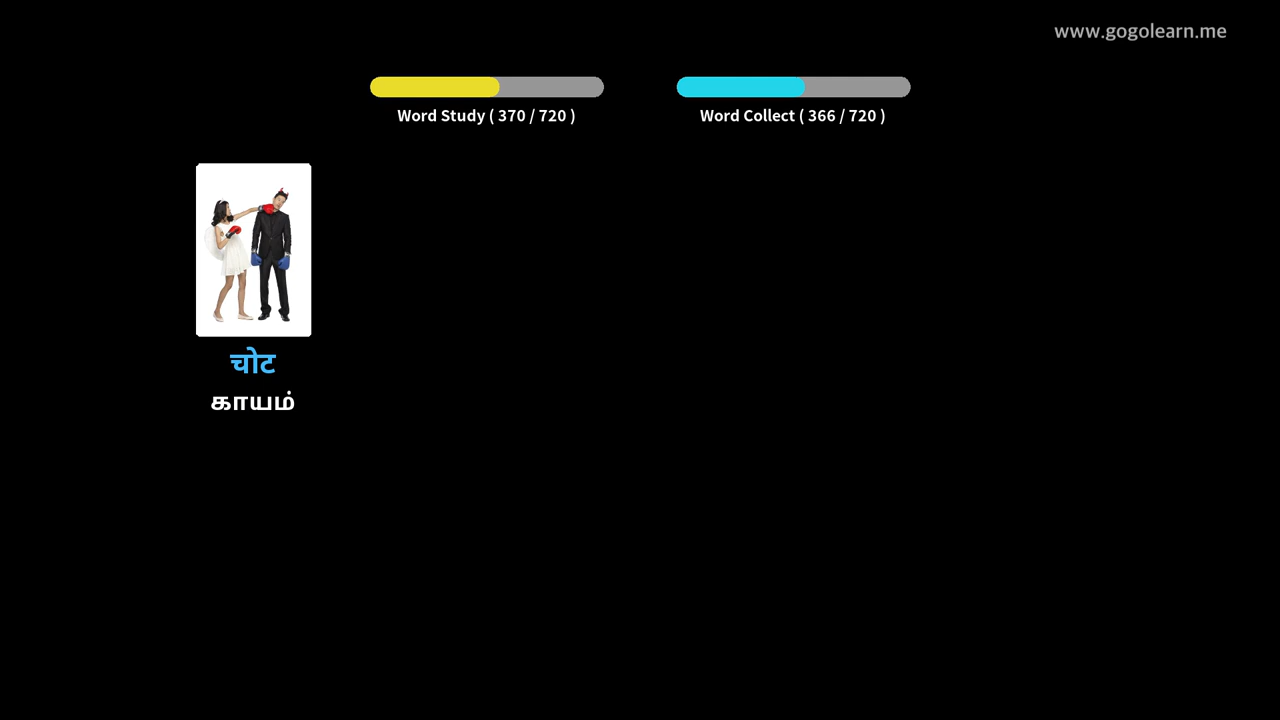 www.gogolearn.me
Word Study ( 370 / 720 )
Word Collect ( 366 / 720 )
चोट
காயம்